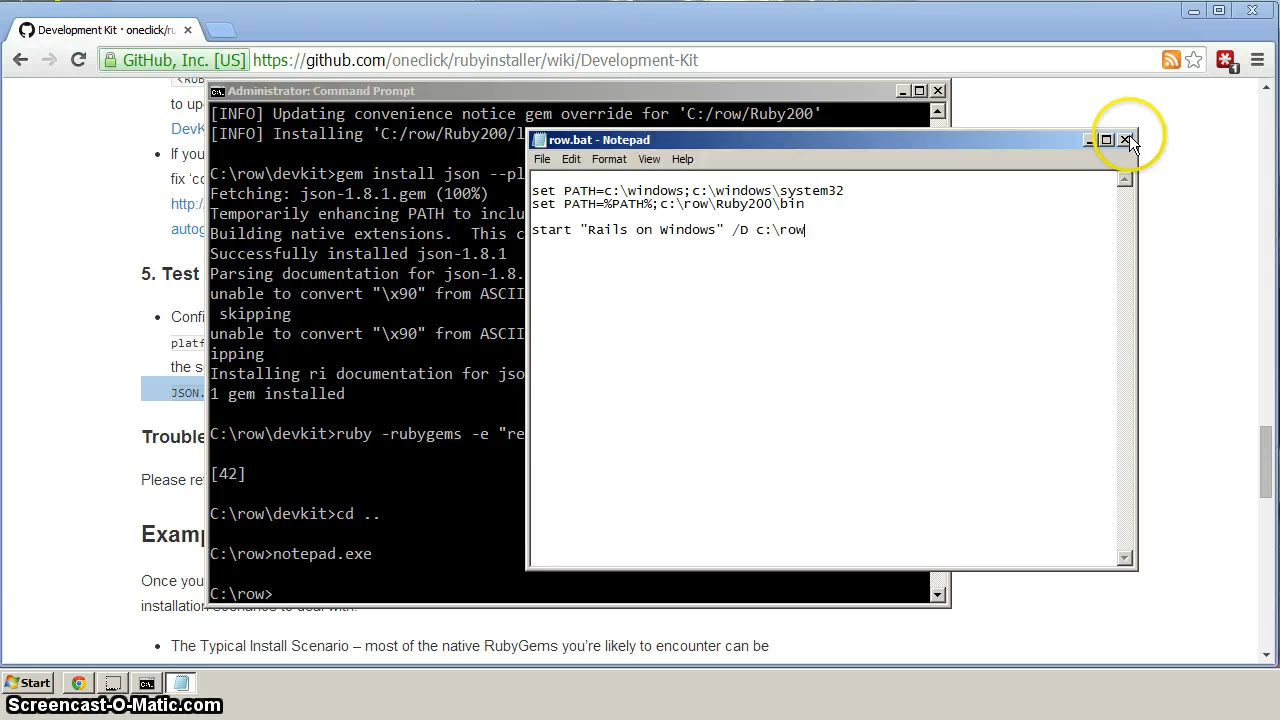 Development Kit · oneclick/ru
GitHub, Inc. [US]
https://github.com/oneclick/rubyinstaller/wiki/Development-Kit
1
to up
DevK
If you
fix ‘co
http:/
autog
5. Test
Confi
platf
the s
JSON.
Trouble
Please re
Examp
Once you
installation scenarios to deal with.
The Typical Install Scenario – most of the native RubyGems you’re likely to encounter can be
Administrator: Command Prompt
[INFO] Updating convenience notice gem override for 'C:/row/Ruby200'
[INFO] Installing 'C:/row/Ruby200/l
C:\row\devkit>gem install json --pl
Fetching: json-1.8.1.gem (100%)
Temporarily enhancing PATH to inclu
Building native extensions.  This c
Successfully installed json-1.8.1
Parsing documentation for json-1.8.
unable to convert "\x90" from ASCII
skipping
unable to convert "\x90" from ASCII
ipping
Installing ri documentation for jso
1 gem installed
C:\row\devkit>ruby -rubygems -e "re
[42]
C:\row\devkit>cd ..
C:\row>notepad.exe
C:\row>
row.bat - Notepad
File Edit Format View Help
set PATH=c:\windows;c:\windows\system32
set PATH=%PATH%;c:\row\Ruby200\bin
start "Rails on Windows" /D c:\row
Start
Screencast-O-Matic.com